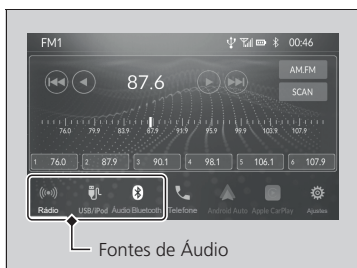 FM1 00:46
87.6
AM.FM
SCAN
76.0 79.9 83.9 87.9 91.9 95.9 99.9 103.9 107.9
1 76.0 2 87.9 3 90.1 4 98.1 5 106.1 6 107.9
Rádio USB/iPod Áudio Bluetooth Telefone Android Auto Apple CarPlay Ajustes
Fontes de Áudio